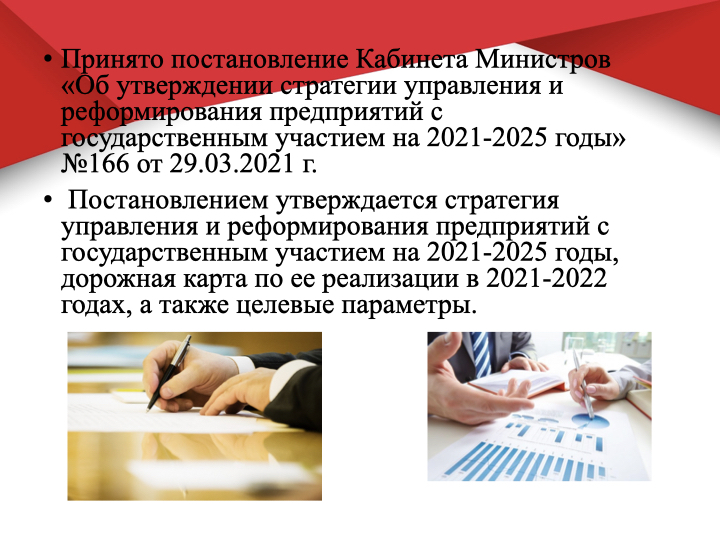 • Принято постановление Кабинета Министров
«Об утверждении стратегии управления и
реформирования предприятий с
государственным участием на 2021-2025 годы»
№166 от 29.03.2021 г.
• Постановлением утверждается стратегия
управления и реформирования предприятий с
государственным участием на 2021-2025 годы,
дорожная карта по ее реализации в 2021-2022
годах, а также целевые параметры.